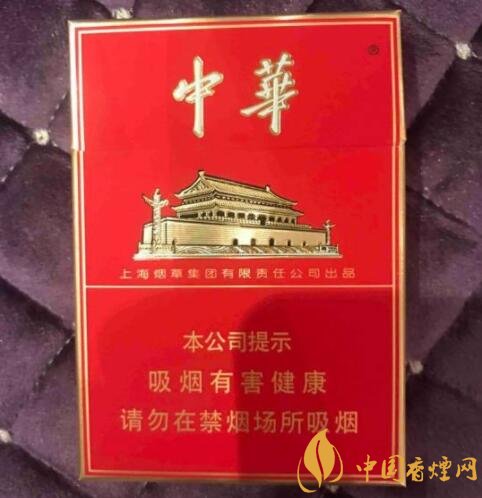 中華
®
上海烟草集团有限责任公司出品
本公司提示
吸烟有害健康
请勿在禁烟场所吸烟
中国香煙网